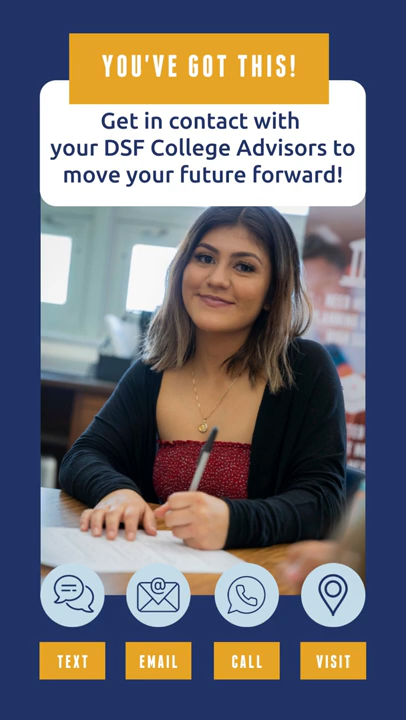 YOU'VE GOT THIS!
Get in contact with
your DSF College Advisors to
move your future forward!
@
TEXT
EMAIL
CALL
VISIT